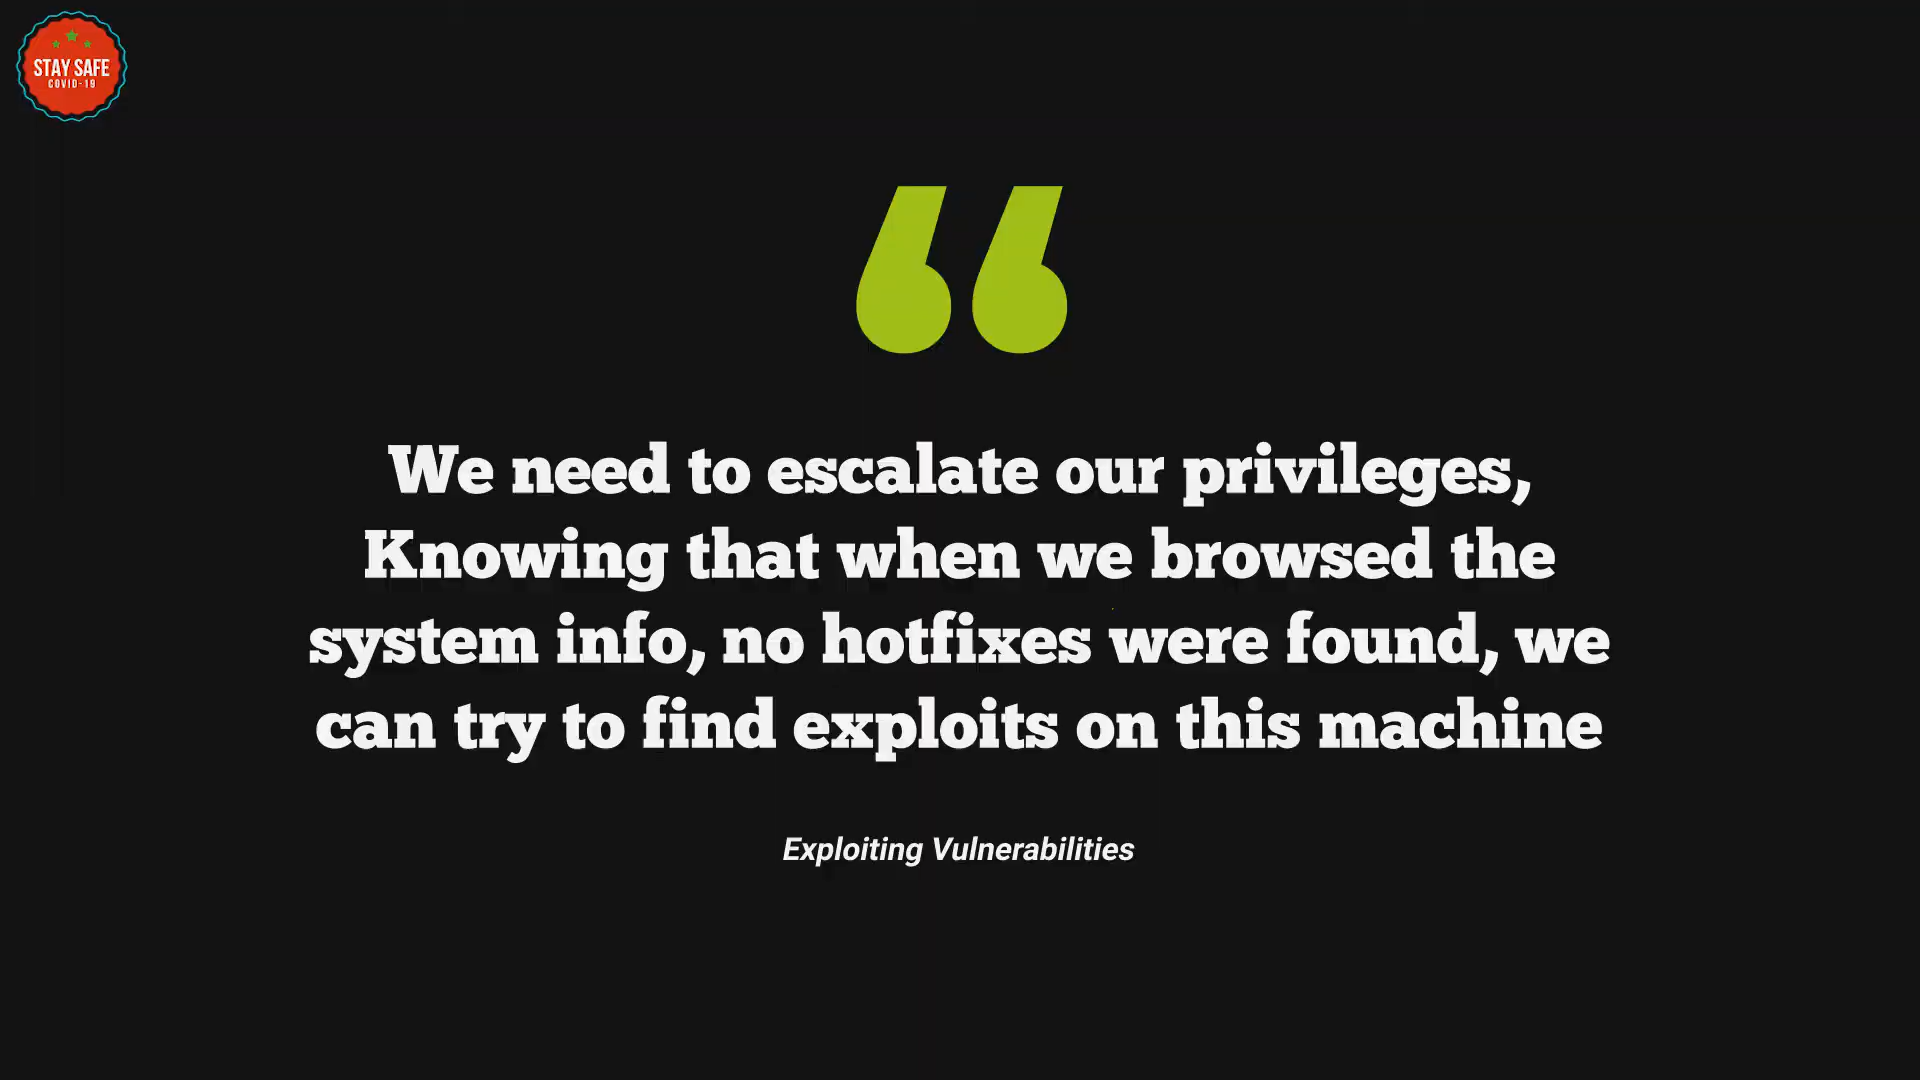 STAY SAFE
COVID-19
“
We need to escalate our privileges,
Knowing that when we browsed the
system info, no hotfixes were found, we
can try to find exploits on this machine
Exploiting Vulnerabilities